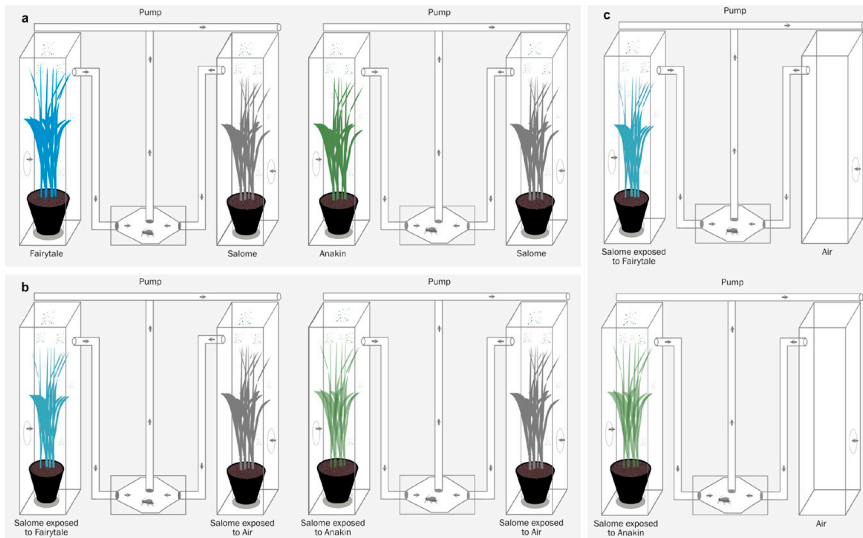 a
Pump
Pump
Fairytale
Salome
Anakin
Salome
b
Pump
Pump
Salome exposed
to Fairytale
Salome exposed
to Air
Salome exposed
to Anakin
Salome exposed
to Air
c
Pump
Salome exposed
to Fairytale
Air
Pump
Salome exposed
to Anakin
Air